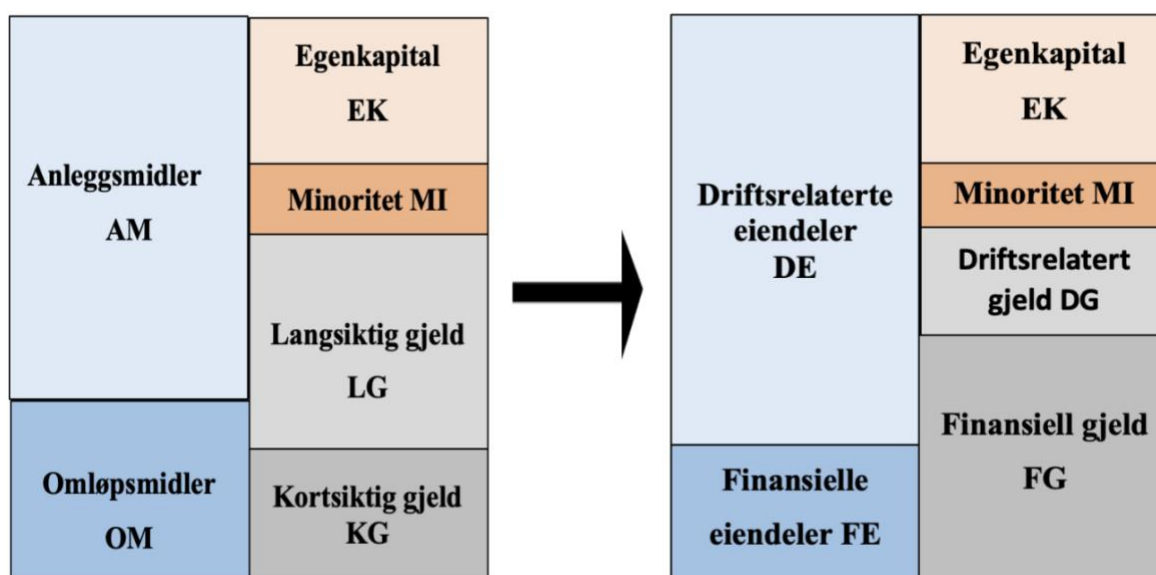 Anleggsmidler
AM
Omløpsmidler
OM
Egenkapital
EK
Minoritet MI
Langsiktig gjeld
LG
Kortsiktig gjeld
KG
Driftsrelaterte
eiendeler
DE
Finansielle
eiendeler FE
Egenkapital
EK
Minoritet MI
Driftsrelatert
gjeld DG
Finansiell gjeld
FG